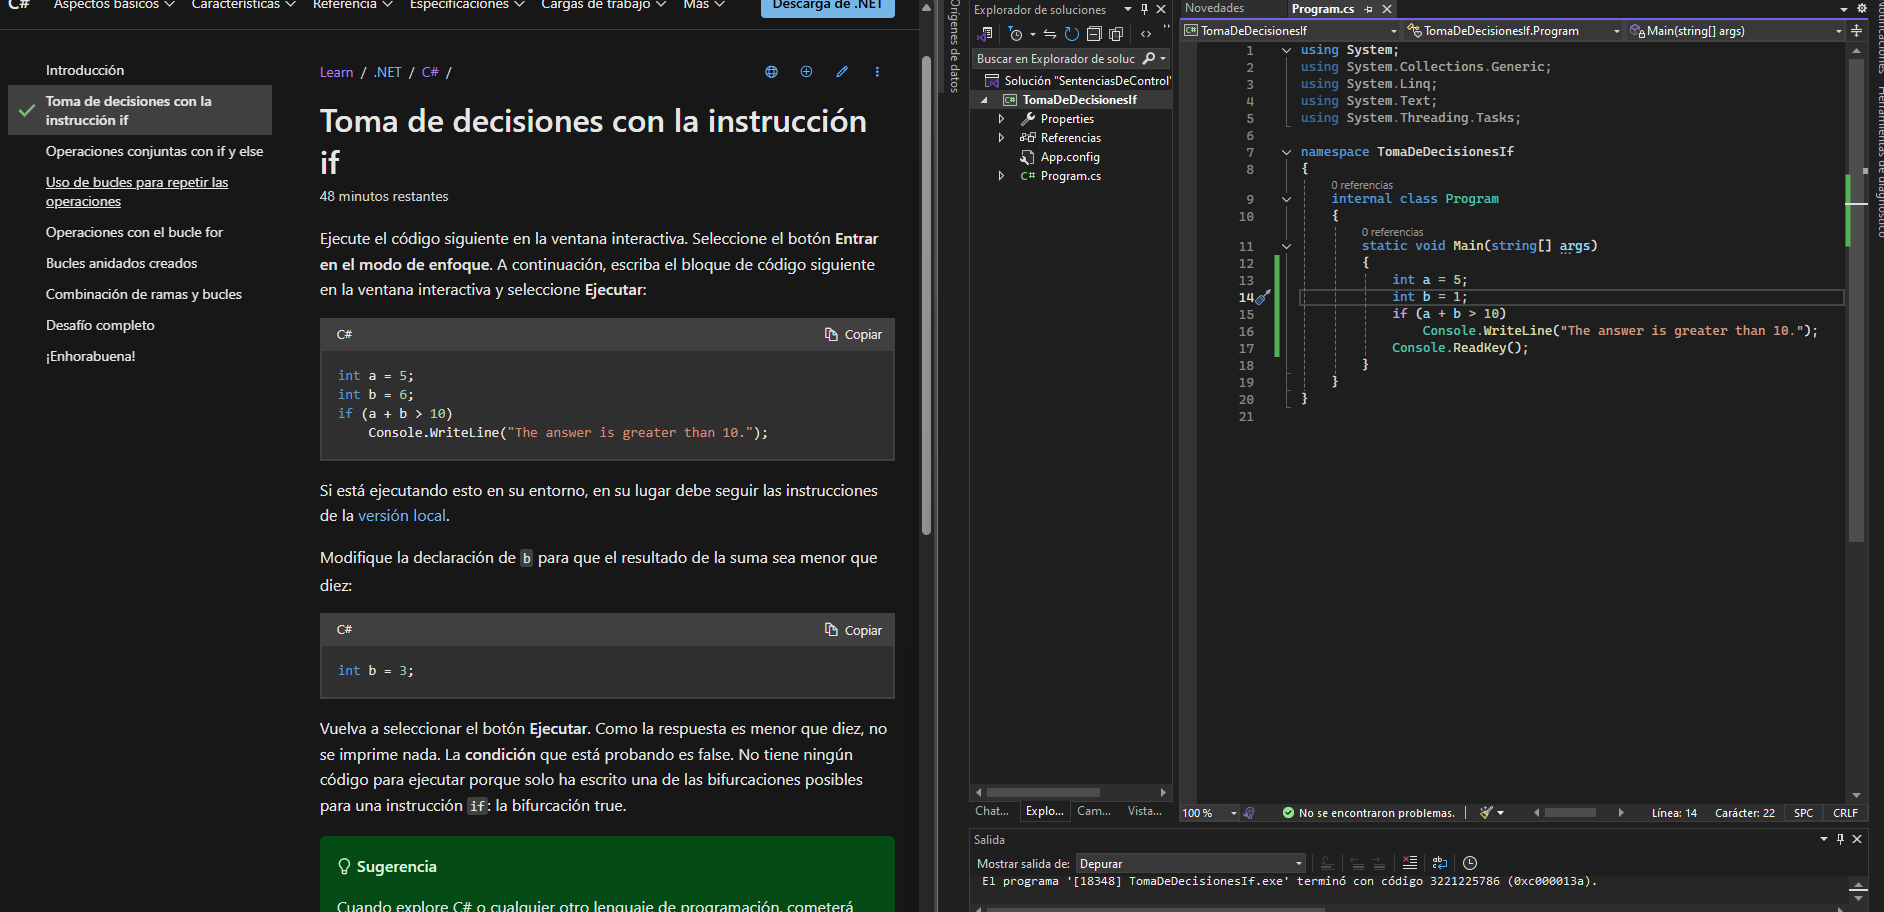 C#
Aspectos básicos
Características
Referencia
Especificaciones
Cargas de trabajo
Más
Descarga de .NET
Introducción
Toma de decisiones con la
instrucción if
Operaciones conjuntas con if y else
Uso de bucles para repetir las
operaciones
Operaciones con el bucle for
Bucles anidados creados
Combinación de ramas y bucles
Desafío completo
¡Enhorabuena!
Learn / .NET / C# /
Toma de decisiones con la instrucción
if
48 minutos restantes
Ejecute el código siguiente en la ventana interactiva. Seleccione el botón Entrar
en el modo de enfoque. A continuación, escriba el bloque de código siguiente
en la ventana interactiva y seleccione Ejecutar:
C#
Copiar
int a = 5;
int b = 6;
if (a + b > 10)
    Console.WriteLine("The answer is greater than 10.");
Si está ejecutando esto en su entorno, en su lugar debe seguir las instrucciones
de la versión local.
Modifique la declaración de b para que el resultado de la suma sea menor que
diez:
C#
Copiar
int b = 3;
Vuelva a seleccionar el botón Ejecutar. Como la respuesta es menor que diez, no
se imprime nada. La condición que está probando es false. No tiene ningún
código para ejecutar porque solo ha escrito una de las bifurcaciones posibles
para una instrucción if: la bifurcación true.
Sugerencia
Cuando explore C# o cualquier otro lenguaje de programación, cometerá
Orígenes de datos
Explorador de soluciones
Buscar en Explorador de soluc
Solución "SentenciasDeControl"
C# TomaDeDecisionesIf
Properties
Referencias
App.config
C# Program.cs
Chat...
Explo...
Cam...
Vista...
Novedades
Program.cs
C# TomaDeDecisionesIf
TomaDeDecisionesIf.Program
Main(string[] args)
1 using System;
2 using System.Collections.Generic;
3 using System.Linq;
4 using System.Text;
5 using System.Threading.Tasks;
6
7 namespace TomaDeDecisionesIf
8 {
0 referencias
9 internal class Program
10 {
0 referencias
11 static void Main(string[] args)
12 {
13 int a = 5;
14 int b = 1;
15 if (a + b > 10)
16 Console.WriteLine("The answer is greater than 10.");
17 Console.ReadKey();
18 }
19 }
20 }
21
100 %
No se encontraron problemas.
Línea: 14
Carácter: 22
SPC
CRLF
Salida
Mostrar salida de: Depurar
El programa '[18348] TomaDeDecisionesIf.exe' terminó con código 3221225786 (0xc000013a).
Notificaciones
Herramientas de diagnóstico